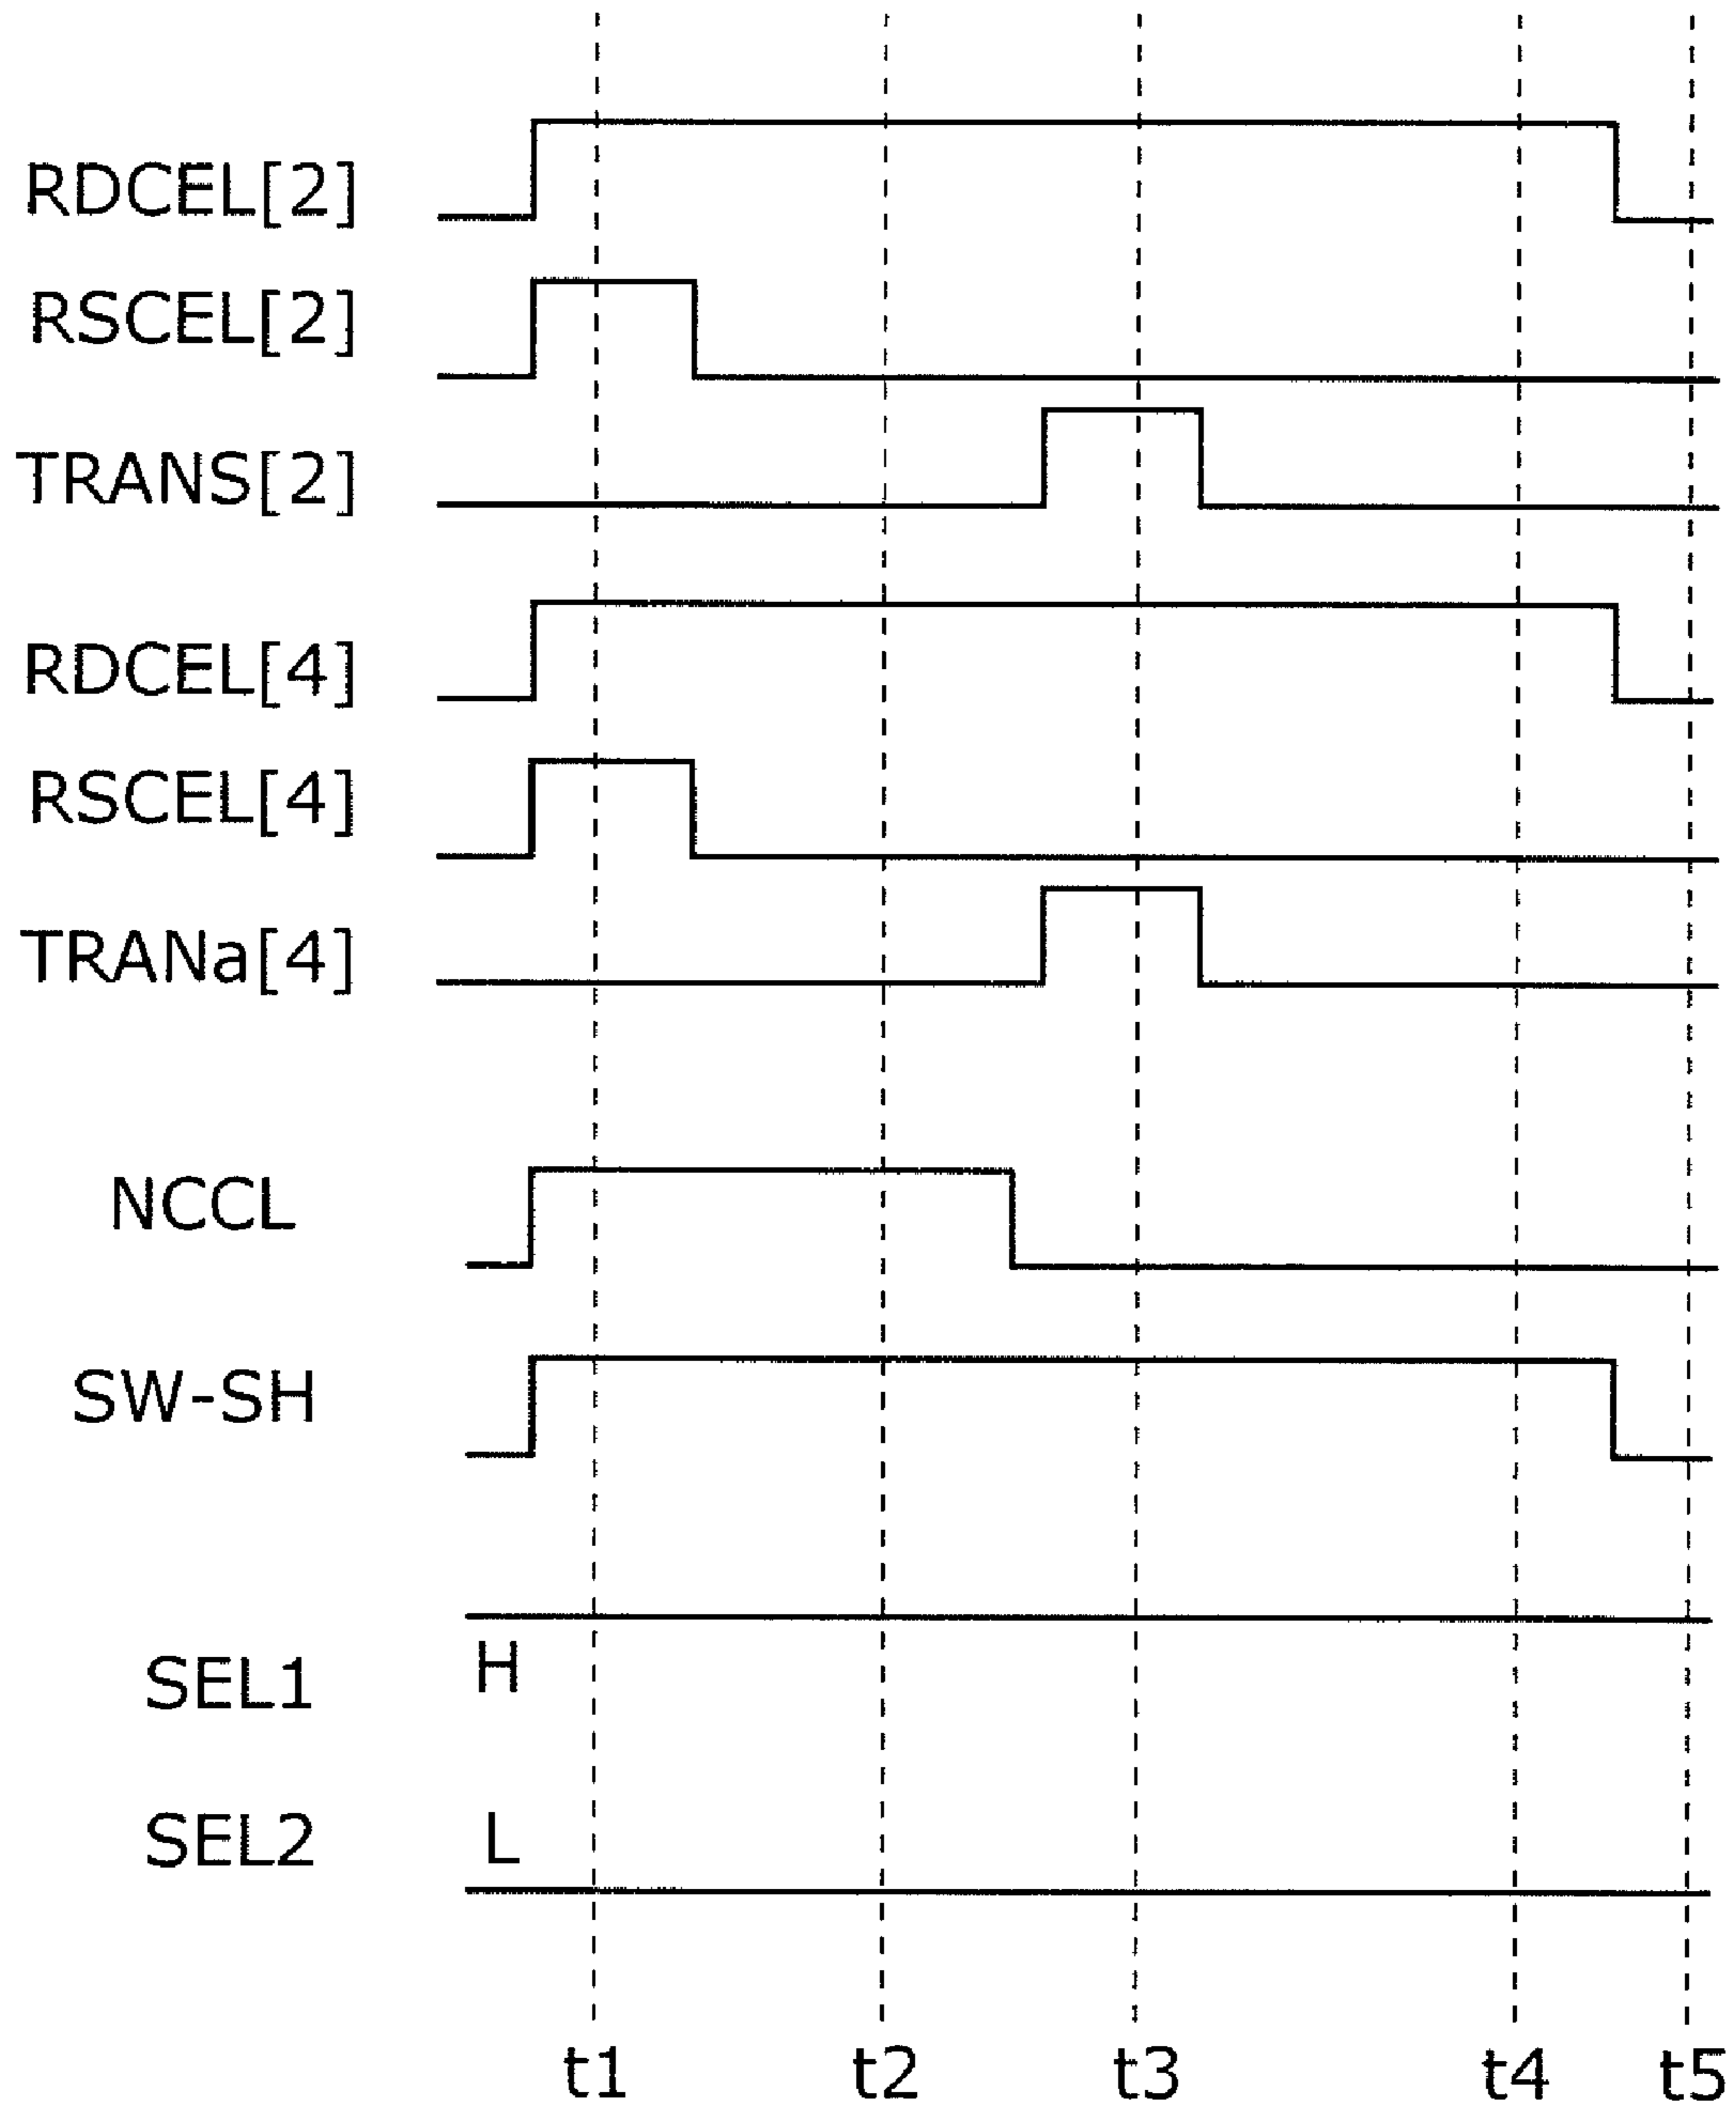 RDCEL[2]
RSCEL[2]
TRANS[2]
RDCEL[4]
RSCEL[4]
TRANa[4]
NCCL
SW-SH
SEL1 H
SEL2 L
t1 t2 t3 t4 t5